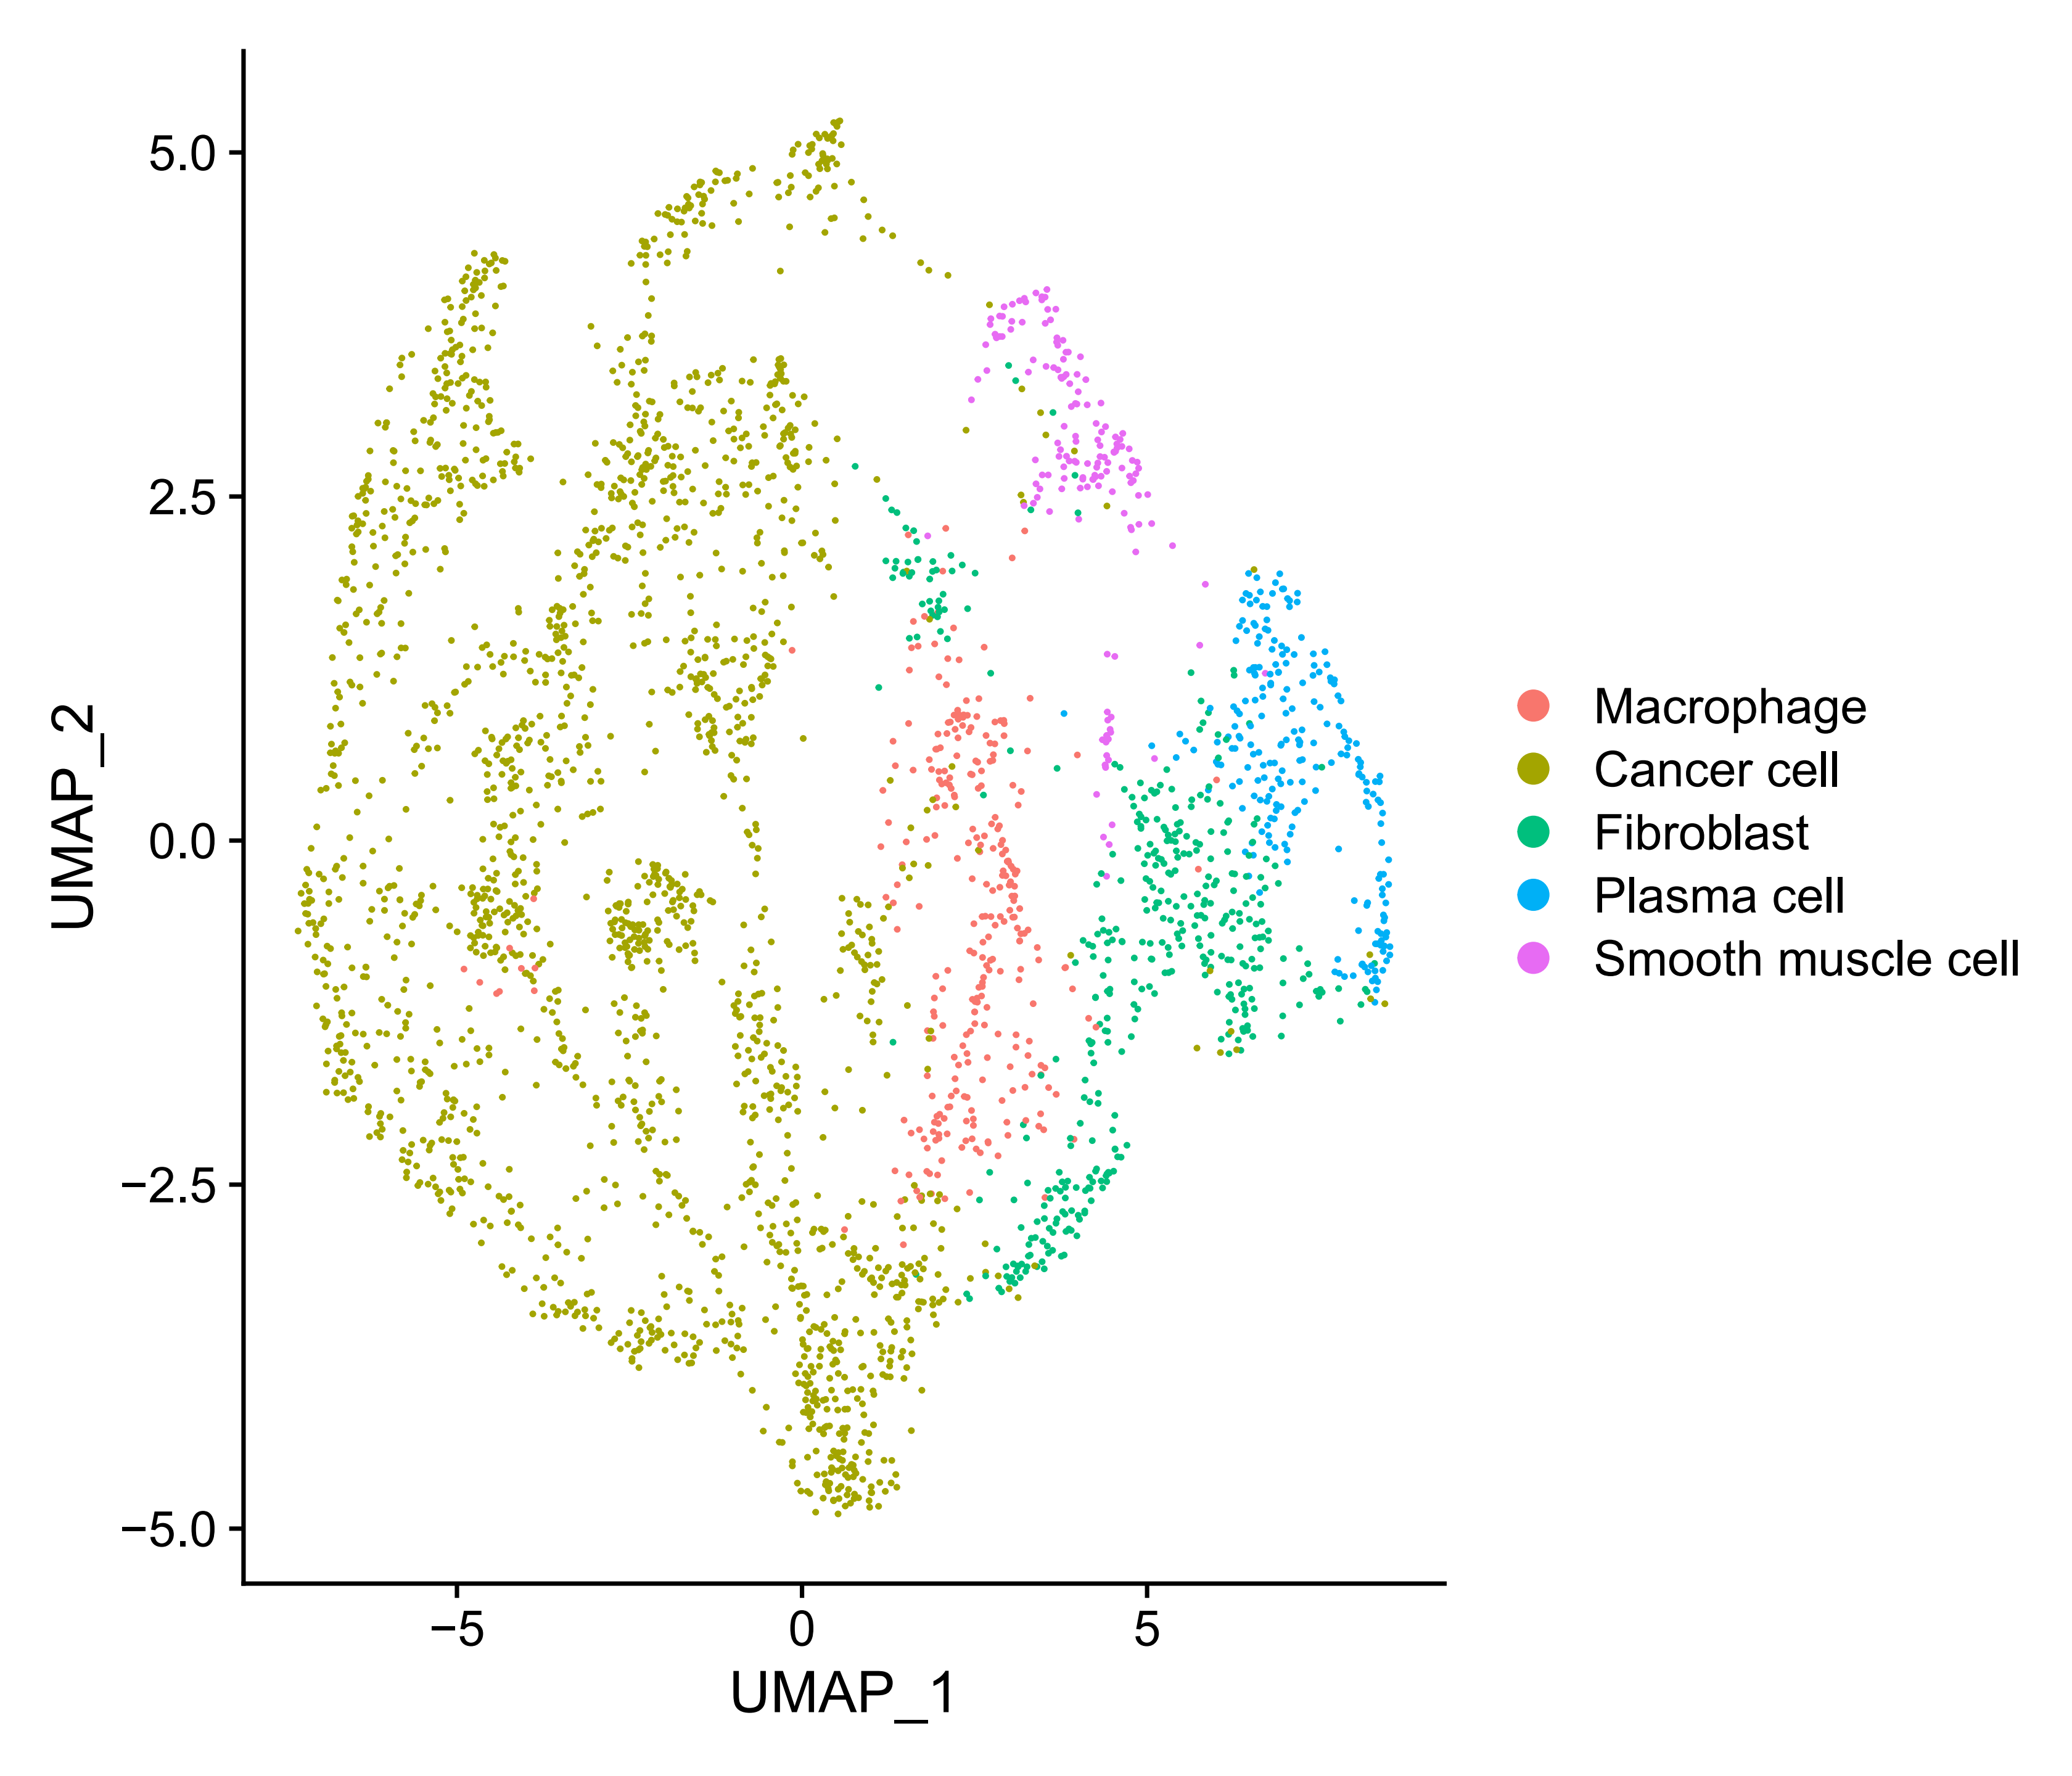 5.0
2.5
0.0
−2.5
−5.0
UMAP_2
−5
0
5
UMAP_1
Macrophage
Cancer cell
Fibroblast
Plasma cell
Smooth muscle cell